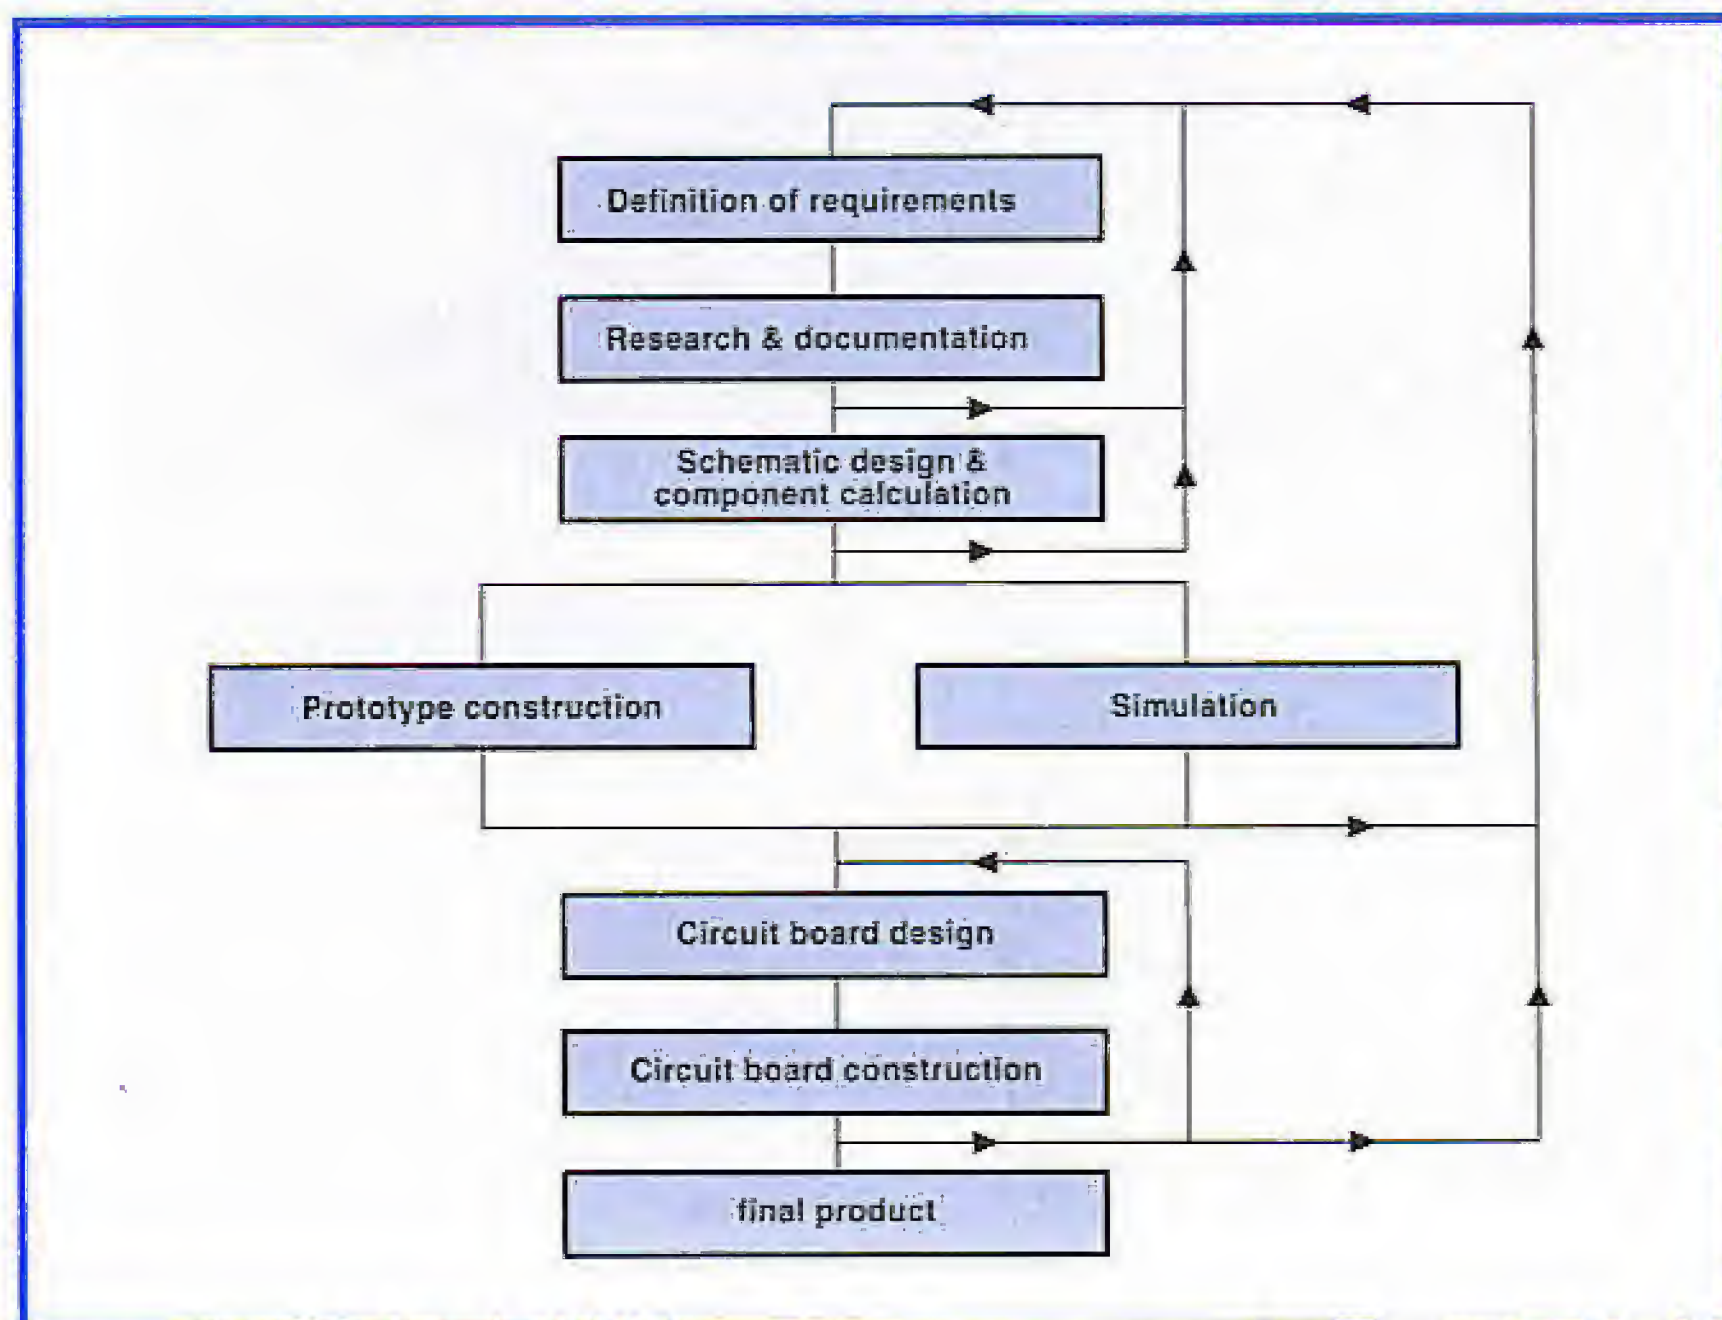 Definition of requirements
Research & documentation
Schematic design &
component calculation
Prototype construction
Simulation
Circuit board design
Circuit board construction
final product